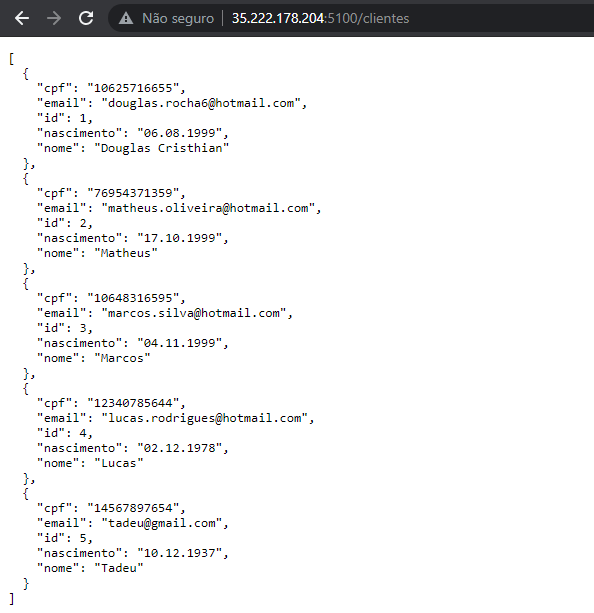 Não seguro | 35.222.178.204:5100/clientes
[
  {
    "cpf": "10625716655",
    "email": "douglas.rocha6@hotmail.com",
    "id": 1,
    "nascimento": "06.08.1999",
    "nome": "Douglas Cristhian"
  },
  {
    "cpf": "76954371359",
    "email": "matheus.oliveira@hotmail.com",
    "id": 2,
    "nascimento": "17.10.1999",
    "nome": "Matheus"
  },
  {
    "cpf": "10648316595",
    "email": "marcos.silva@hotmail.com",
    "id": 3,
    "nascimento": "04.11.1999",
    "nome": "Marcos"
  },
  {
    "cpf": "12340785644",
    "email": "lucas.rodrigues@hotmail.com",
    "id": 4,
    "nascimento": "02.12.1978",
    "nome": "Lucas"
  },
  {
    "cpf": "14567897654",
    "email": "tadeu@gmail.com",
    "id": 5,
    "nascimento": "10.12.1937",
    "nome": "Tadeu"
  }
]